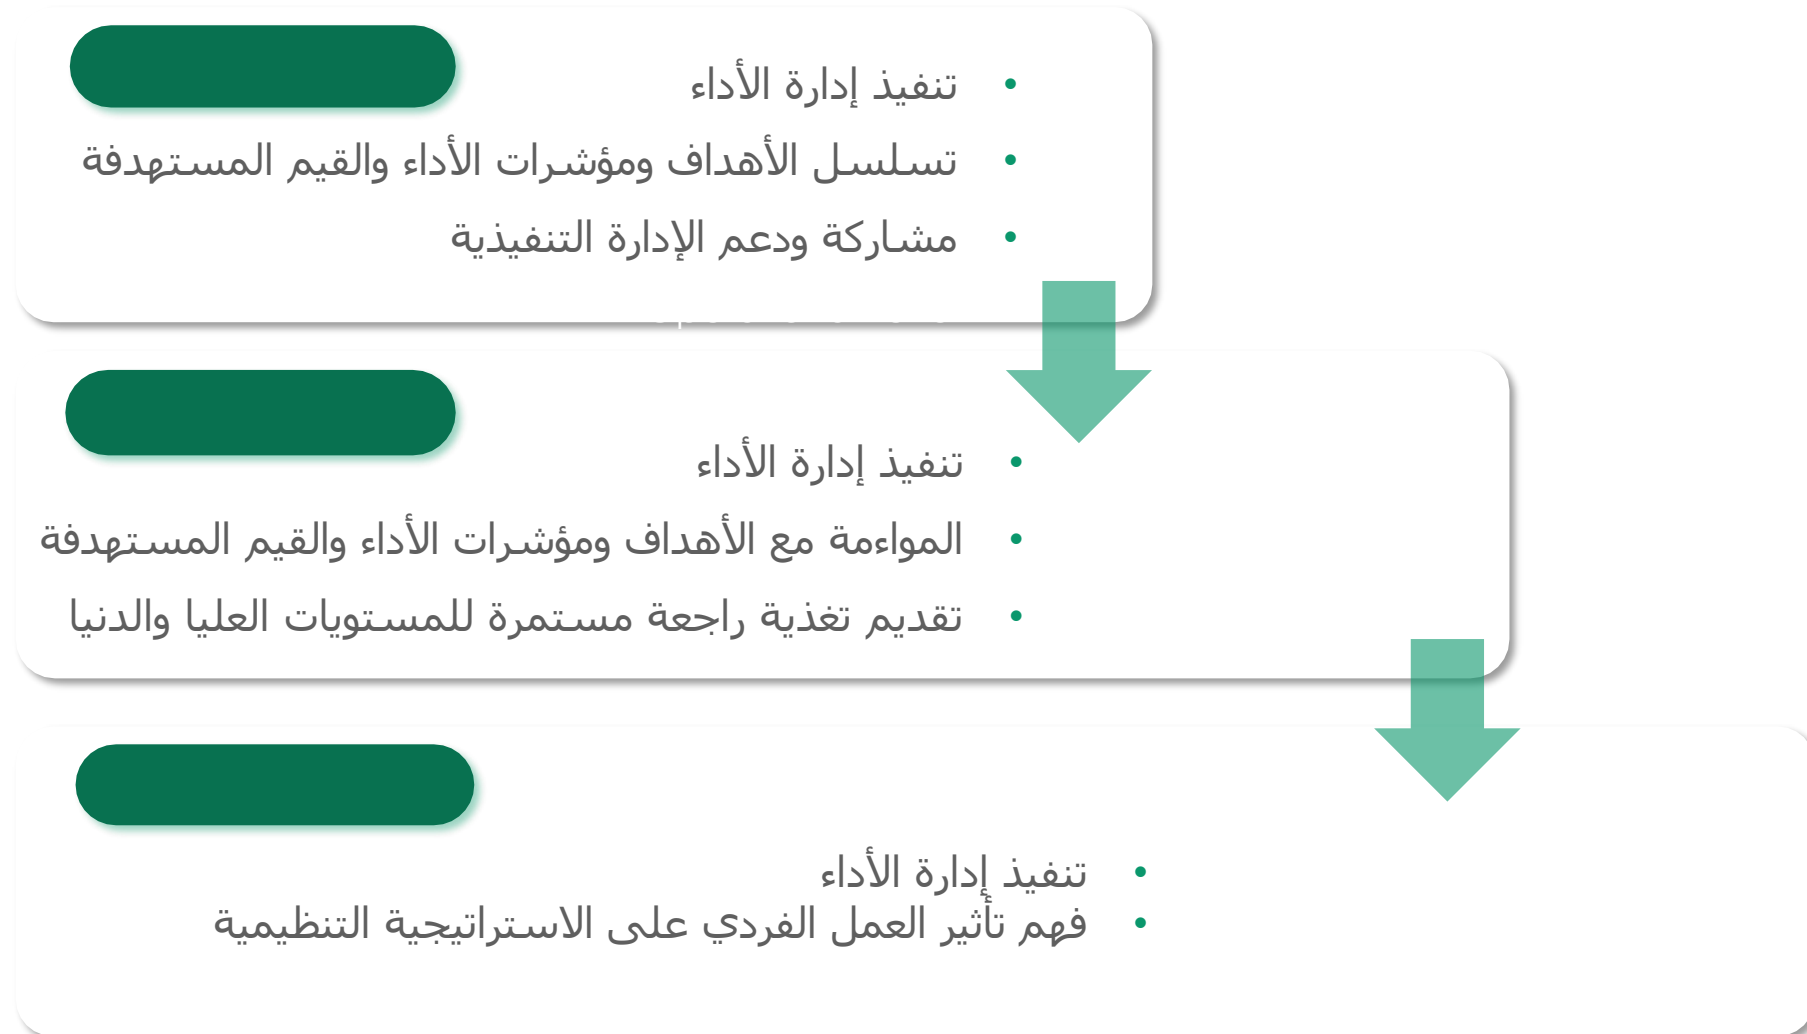 • تنفيذ إدارة الأداء
• تسلسل الأهداف ومؤشرات الأداء والقيم المستهدفة
• مشاركة ودعم الإدارة التنفيذية
• تنفيذ إدارة الأداء
• المواءمة مع الأهداف ومؤشرات الأداء والقيم المستهدفة
• تقديم تغذية راجعة مستمرة للمستويات العليا والدنيا
• تنفيذ إدارة الأداء
• فهم تأثير العمل الفردي على الاستراتيجية التنظيمية